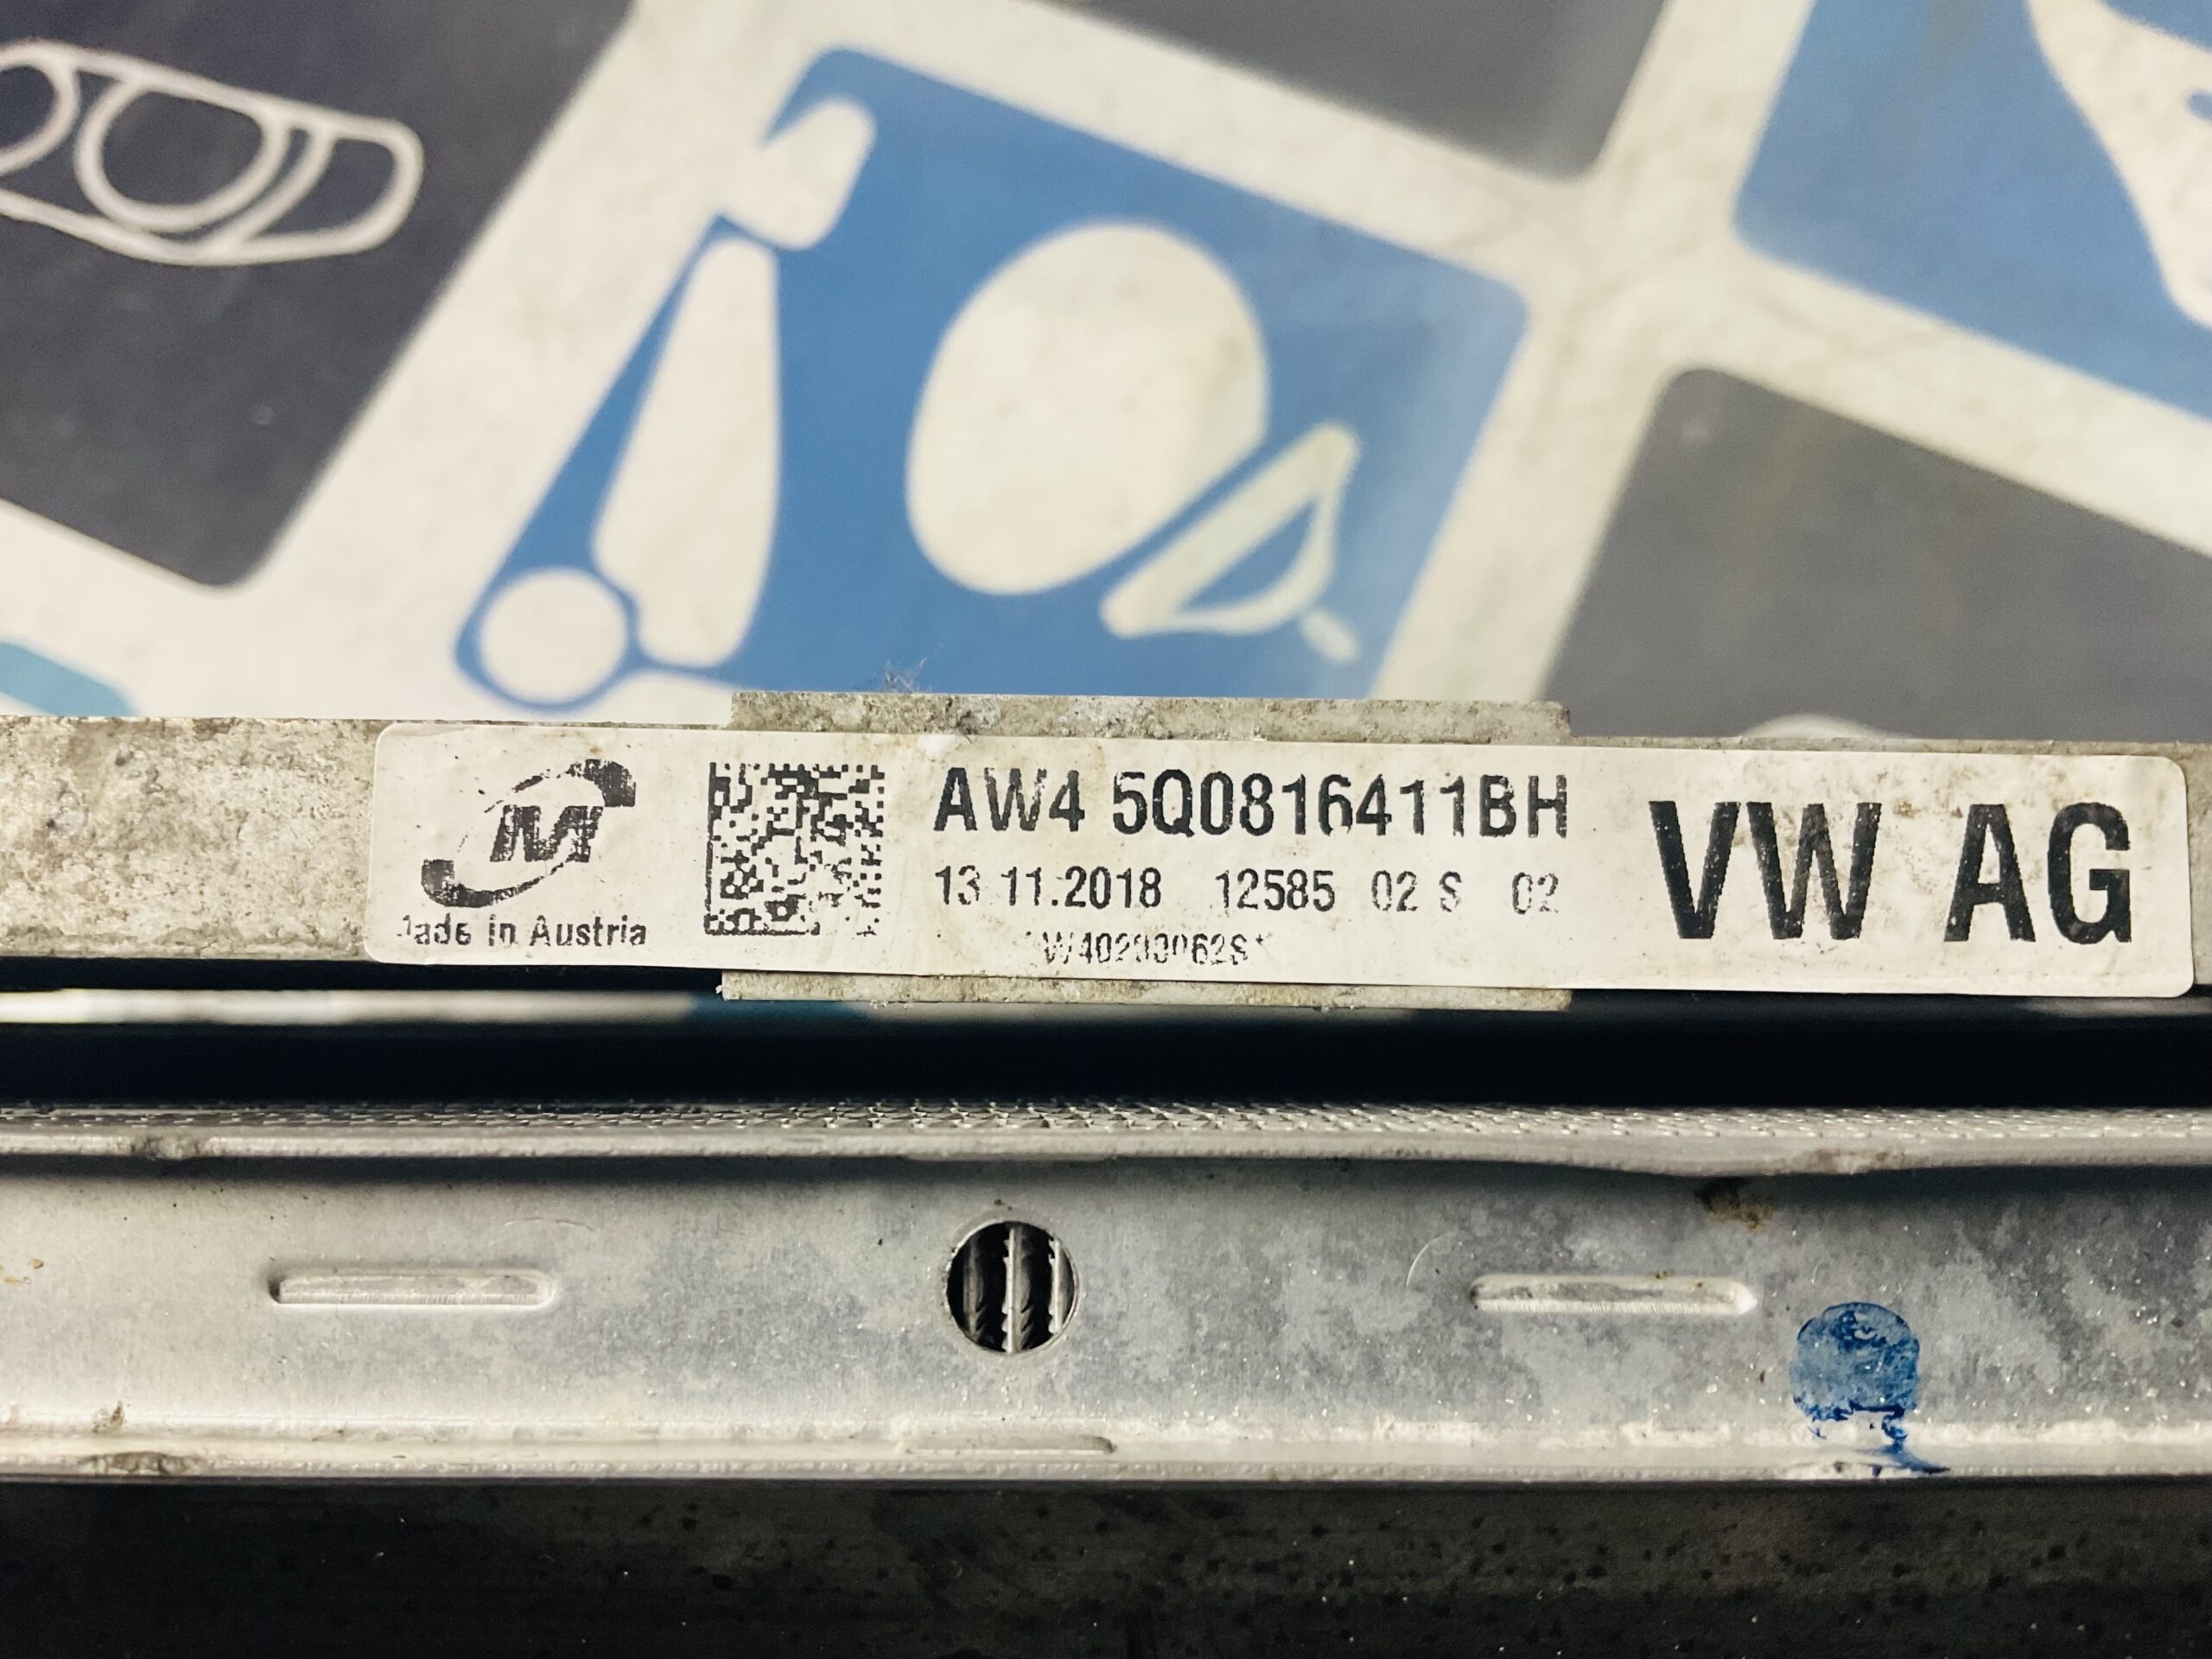 M
Made in Austria
AW4 5Q0816411BH
13.11.2018 12585 02 S 02
VW AG